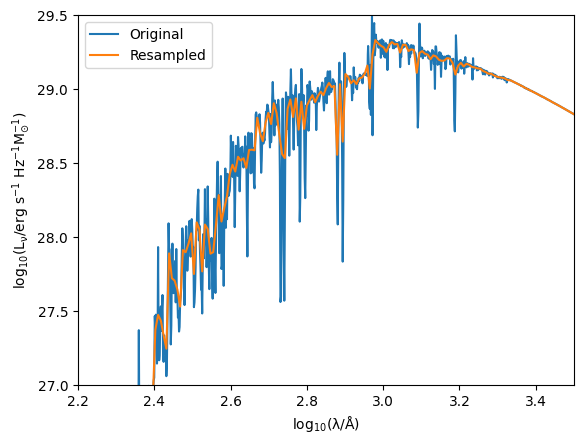 Original
Resampled
29.5
29.0
28.5
28.0
27.5
27.0
log₁₀(Lᵥ/erg s⁻¹ Hz⁻¹M⊙⁻¹)
2.2 2.4 2.6 2.8 3.0 3.2 3.4
log₁₀(λ/Å)